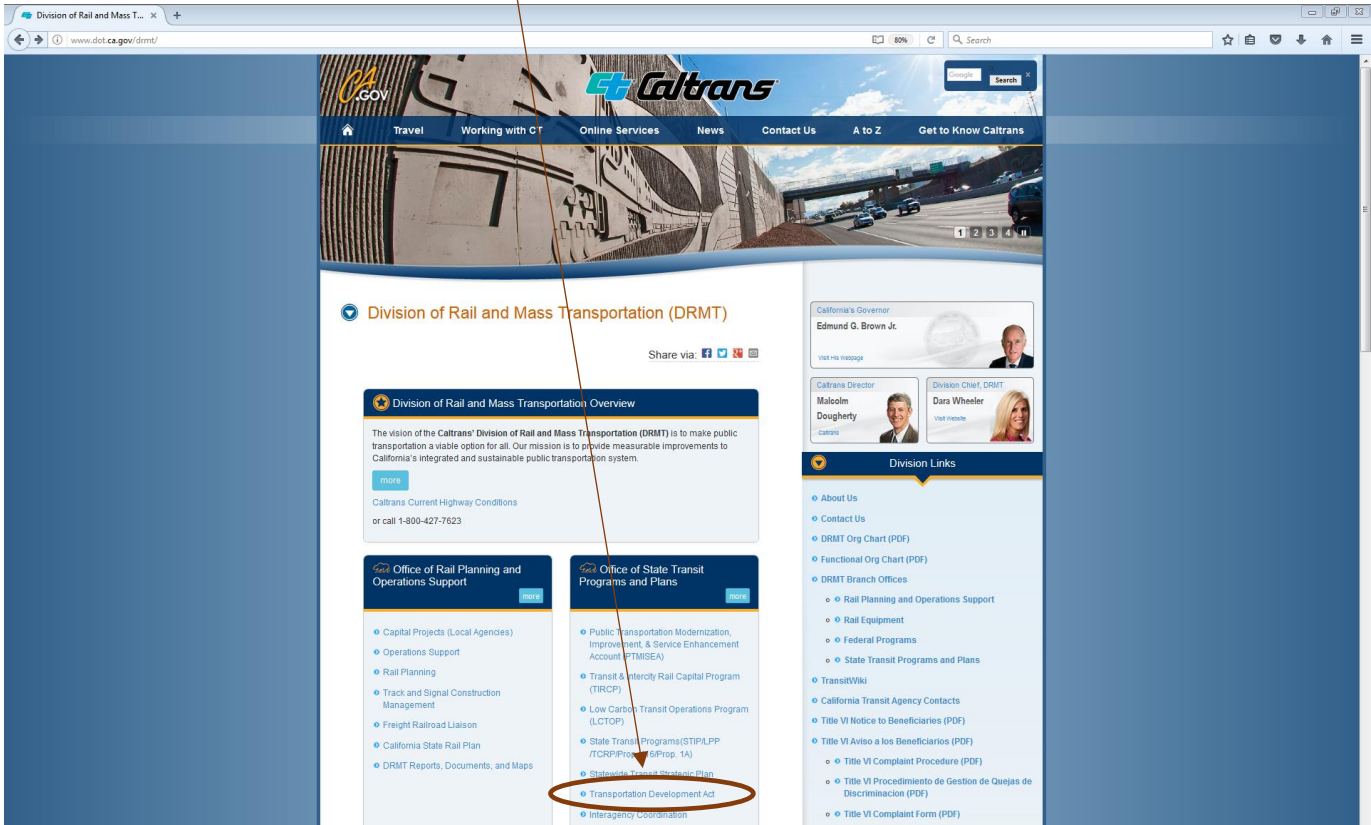 Division of Rail and Mass T...
www.dot.ca.gov/drmt/
80%
Search
CA
.GOV
Caltrans
Google
Search
Travel
Working with CT
Online Services
News
Contact Us
A to Z
Get to Know Caltrans
1 2 3 4
Division of Rail and Mass Transportation (DRMT)
Share via:
Division of Rail and Mass Transportation Overview
The vision of the Caltrans' Division of Rail and Mass Transportation (DRMT) is to make public
transportation a viable option for all. Our mission is to provide measurable improvements to
California's integrated and sustainable public transportation system.
more
Caltrans Current Highway Conditions
or call 1-800-427-7623
Office of Rail Planning and
Operations Support
more
Capital Projects (Local Agencies)
Operations Support
Rail Planning
Track and Signal Construction
Management
Freight Railroad Liaison
California State Rail Plan
DRMT Reports, Documents, and Maps
Office of State Transit
Programs and Plans
more
Public Transportation Modernization,
Improvement, & Service Enhancement
Account (PTMISEA)
Transit & Intercity Rail Capital Program
(TIRCP)
Low Carbon Transit Operations Program
(LCTOP)
State Transit Programs(STIP/LPP
/TCRP/Prop. 116/Prop. 1A)
Statewide Transit Strategic Plan
Transportation Development Act
Interagency Coordination
California's Governor
Edmund G. Brown Jr.
Visit His Webpage
Caltrans Director
Malcolm
Dougherty
Caltrans
Division Chief, DRMT
Dara Wheeler
Visit Website
Division Links
About Us
Contact Us
DRMT Org Chart (PDF)
Functional Org Chart (PDF)
DRMT Branch Offices
Rail Planning and Operations Support
Rail Equipment
Federal Programs
State Transit Programs and Plans
TransitWiki
California Transit Agency Contacts
Title VI Notice to Beneficiaries (PDF)
Title VI Aviso a los Beneficiarios (PDF)
Title VI Complaint Procedure (PDF)
Title VI Procedimiento de Gestion de Quejas de
Discriminacion (PDF)
Title VI Complaint Form (PDF)